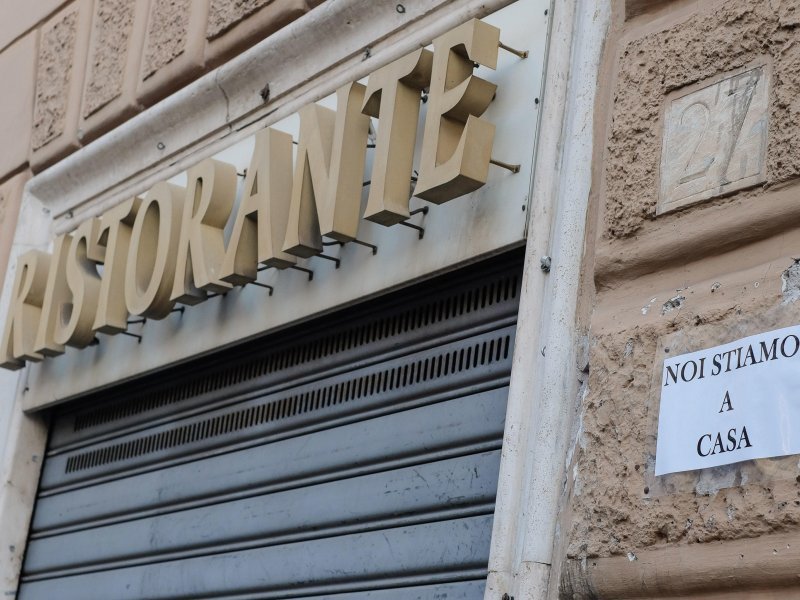 RISTORANTE
27
NOI STIAMO
A
CASA